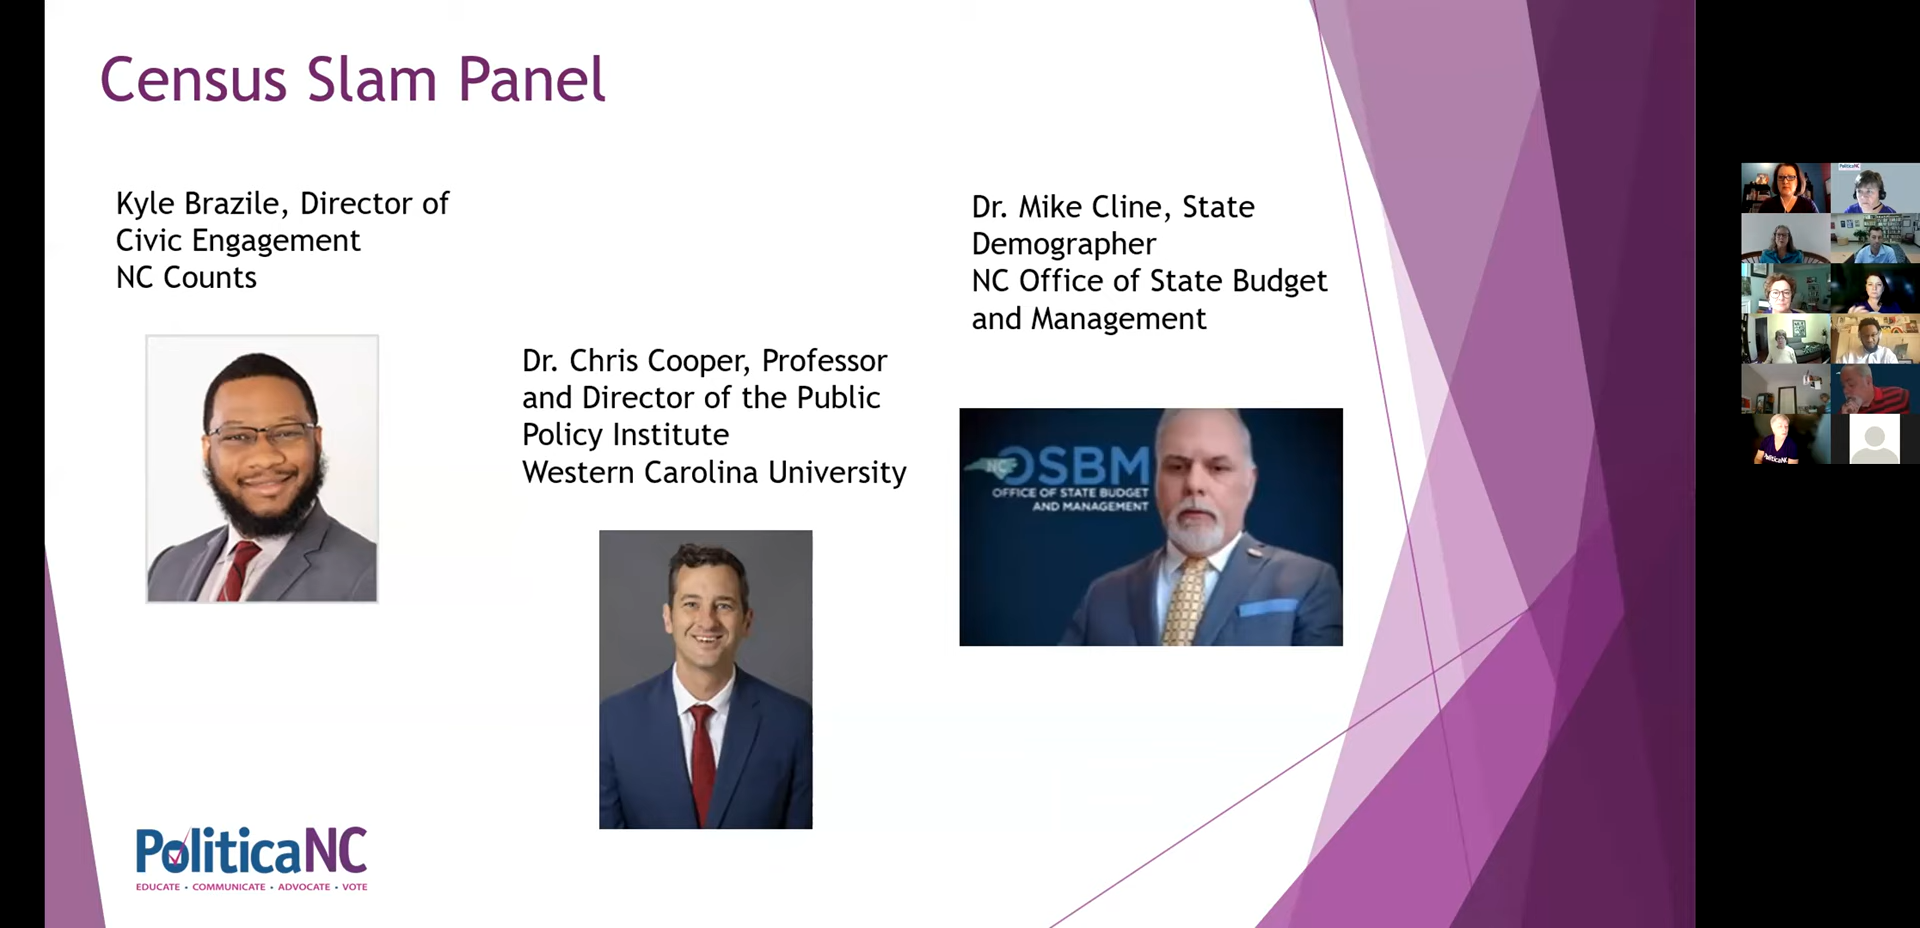 Census Slam Panel
Kyle Brazile, Director of
Civic Engagement
NC Counts
Dr. Chris Cooper, Professor
and Director of the Public
Policy Institute
Western Carolina University
Dr. Mike Cline, State
Demographer
NC Office of State Budget
and Management
NC OSBM
OFFICE OF STATE BUDGET
AND MANAGEMENT
PoliticaNC
EDUCATE • COMMUNICATE • ADVOCATE • VOTE
PoliticaNC
PoliticaNC